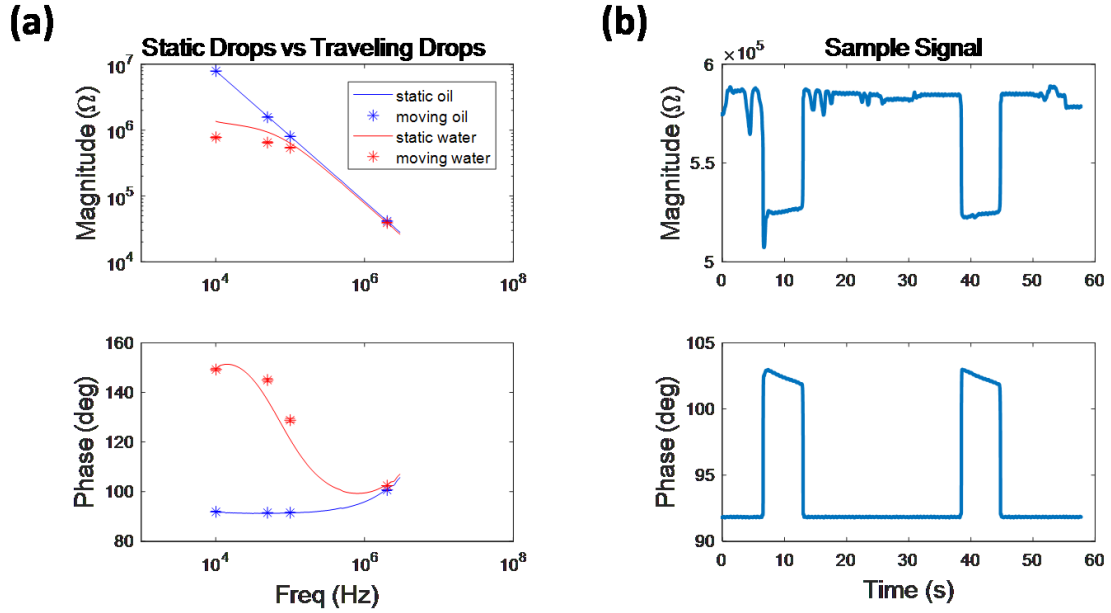 (a)
Static Drops vs Traveling Drops
10^7
10^6
10^5
10^4
Magnitude (Ω)
static oil
moving oil
static water
moving water
10^4
10^6
10^8
160
140
120
100
80
Phase (deg)
10^4
10^6
10^8
Freq (Hz)
(b)
Sample Signal
× 10^5
6
5.5
5
Magnitude (Ω)
0 10 20 30 40 50 60
105
100
95
90
Phase (deg)
0 10 20 30 40 50 60
Time (s)